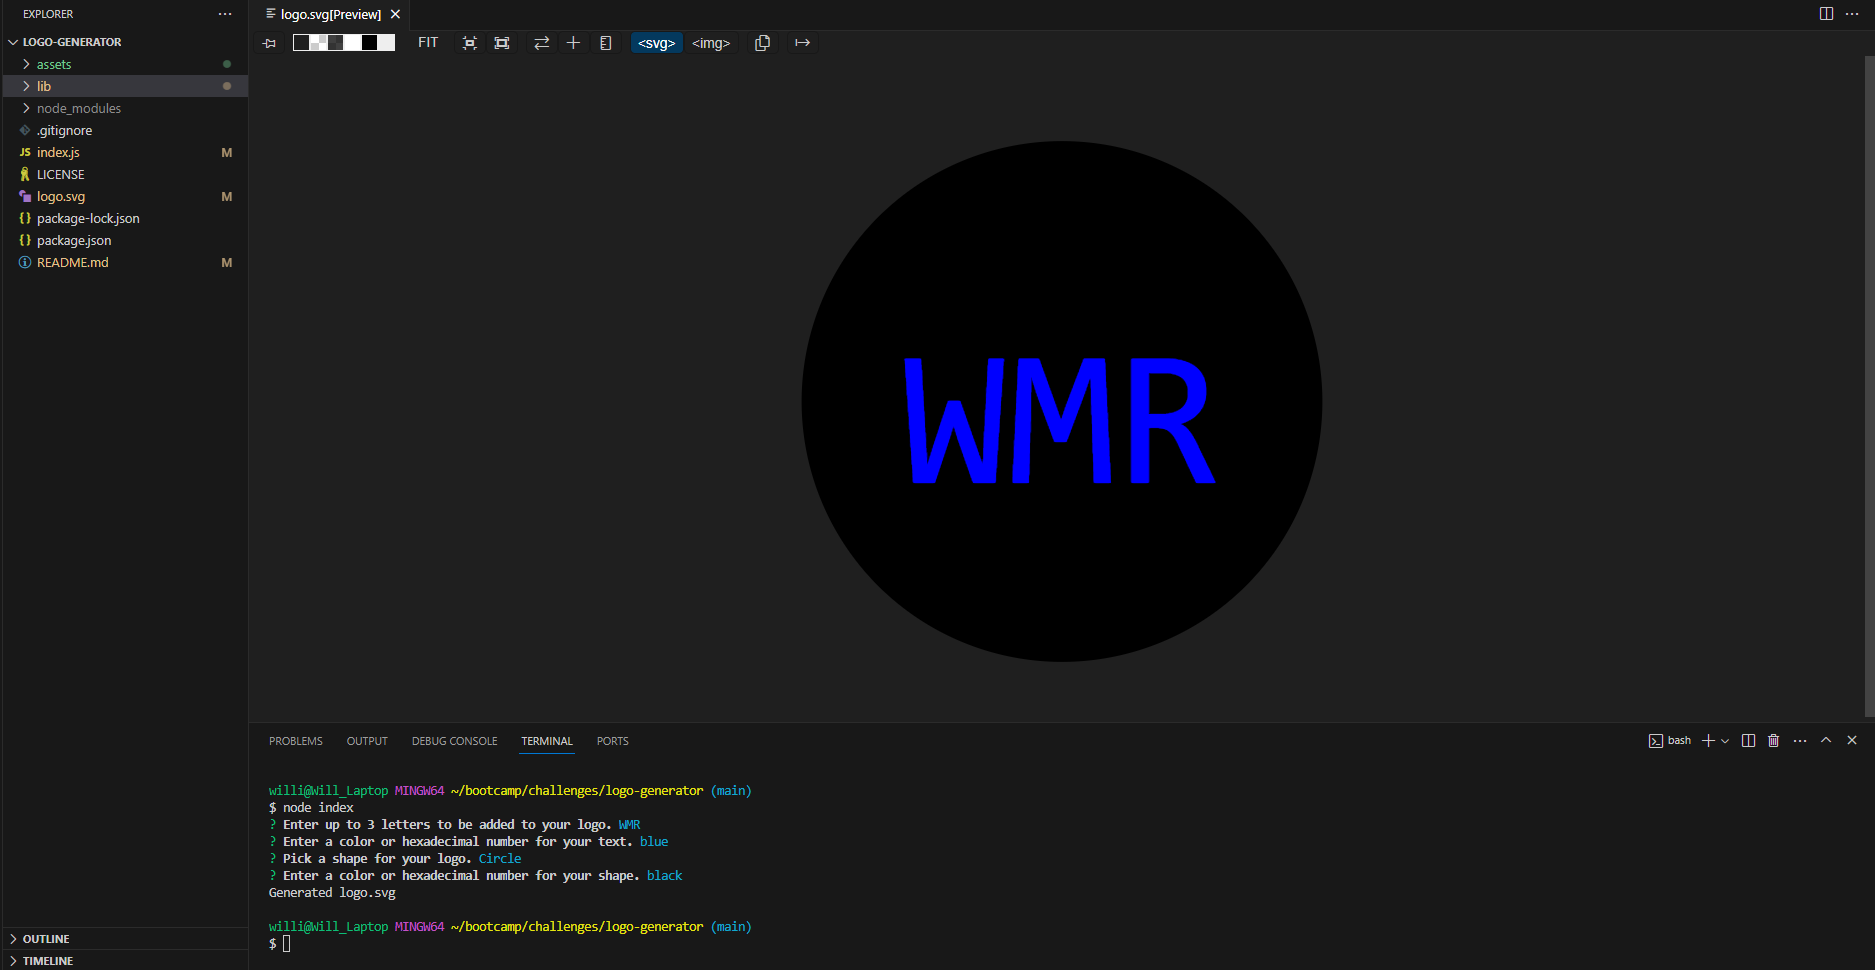 EXPLORER
LOGO-GENERATOR
assets
lib
node_modules
.gitignore
JS index.js M
LICENSE
logo.svg M
{} package-lock.json
{} package.json
README.md M
OUTLINE
TIMELINE
logo.svg[Preview]
FIT <svg> <img>
WMR
PROBLEMS OUTPUT DEBUG CONSOLE TERMINAL PORTS
bash
willi@Will_Laptop MINGW64 ~/bootcamp/challenges/logo-generator (main)
$ node index
? Enter up to 3 letters to be added to your logo. WMR
? Enter a color or hexadecimal number for your text. blue
? Pick a shape for your logo. Circle
? Enter a color or hexadecimal number for your shape. black
Generated logo.svg
willi@Will_Laptop MINGW64 ~/bootcamp/challenges/logo-generator (main)
$